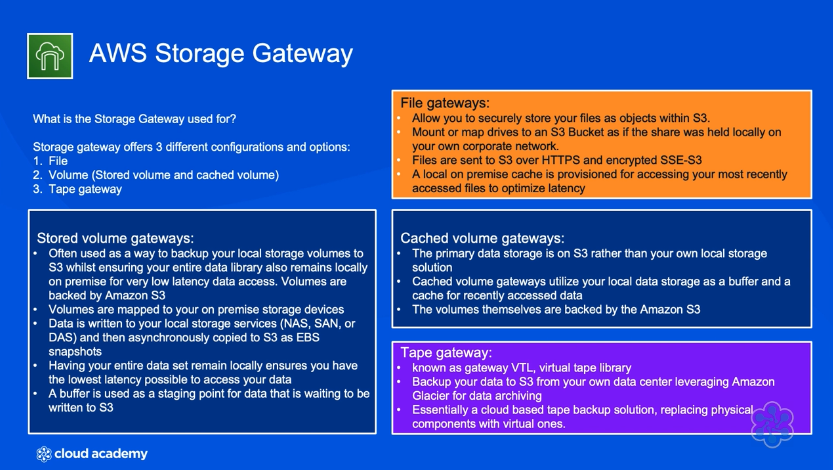 AWS Storage Gateway
What is the Storage Gateway used for?
Storage gateway offers 3 different configurations and options:
1. File
2. Volume (Stored volume and cached volume)
3. Tape gateway
File gateways:
• Allow you to securely store your files as objects within S3.
• Mount or map drives to an S3 Bucket as if the share was held locally on
your own corporate network.
• Files are sent to S3 over HTTPS and encrypted SSE-S3
• A local on premise cache is provisioned for accessing your most recently
accessed files to optimize latency
Stored volume gateways:
• Often used as a way to backup your local storage volumes to
S3 whilst ensuring your entire data library also remains locally
on premise for very low latency data access. Volumes are
backed by Amazon S3
• Volumes are mapped to your on premise storage devices
• Data is written to your local storage services (NAS, SAN, or
DAS) and then asynchronously copied to S3 as EBS
snapshots
• Having your entire data set remain locally ensures you have
the lowest latency possible to access your data
• A buffer is used as a staging point for data that is waiting to be
written to S3
Cached volume gateways:
• The primary data storage is on S3 rather than your own local storage
solution
• Cached volume gateways utilize your local data storage as a buffer and a
cache for recently accessed data
• The volumes themselves are backed by the Amazon S3
Tape gateway:
• known as gateway VTL, virtual tape library
• Backup your data to S3 from your own data center leveraging Amazon
Glacier for data archiving
• Essentially a cloud based tape backup solution, replacing physical
components with virtual ones.
cloud academy